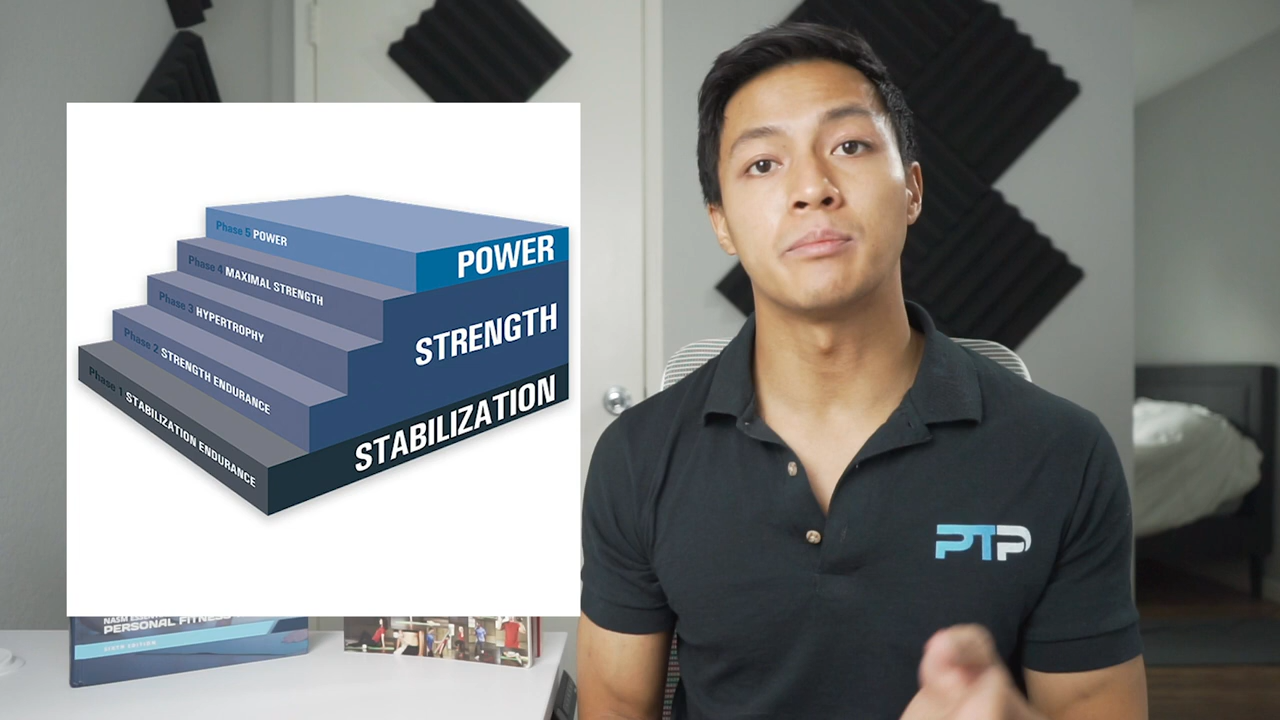 Phase 5 POWER
POWER
Phase 4 MAXIMAL STRENGTH
Phase 3 HYPERTROPHY
STRENGTH
Phase 2 STRENGTH ENDURANCE
Phase 1 STABILIZATION ENDURANCE
STABILIZATION
PTP
NASM
PERSONAL FITNESS
EDITION